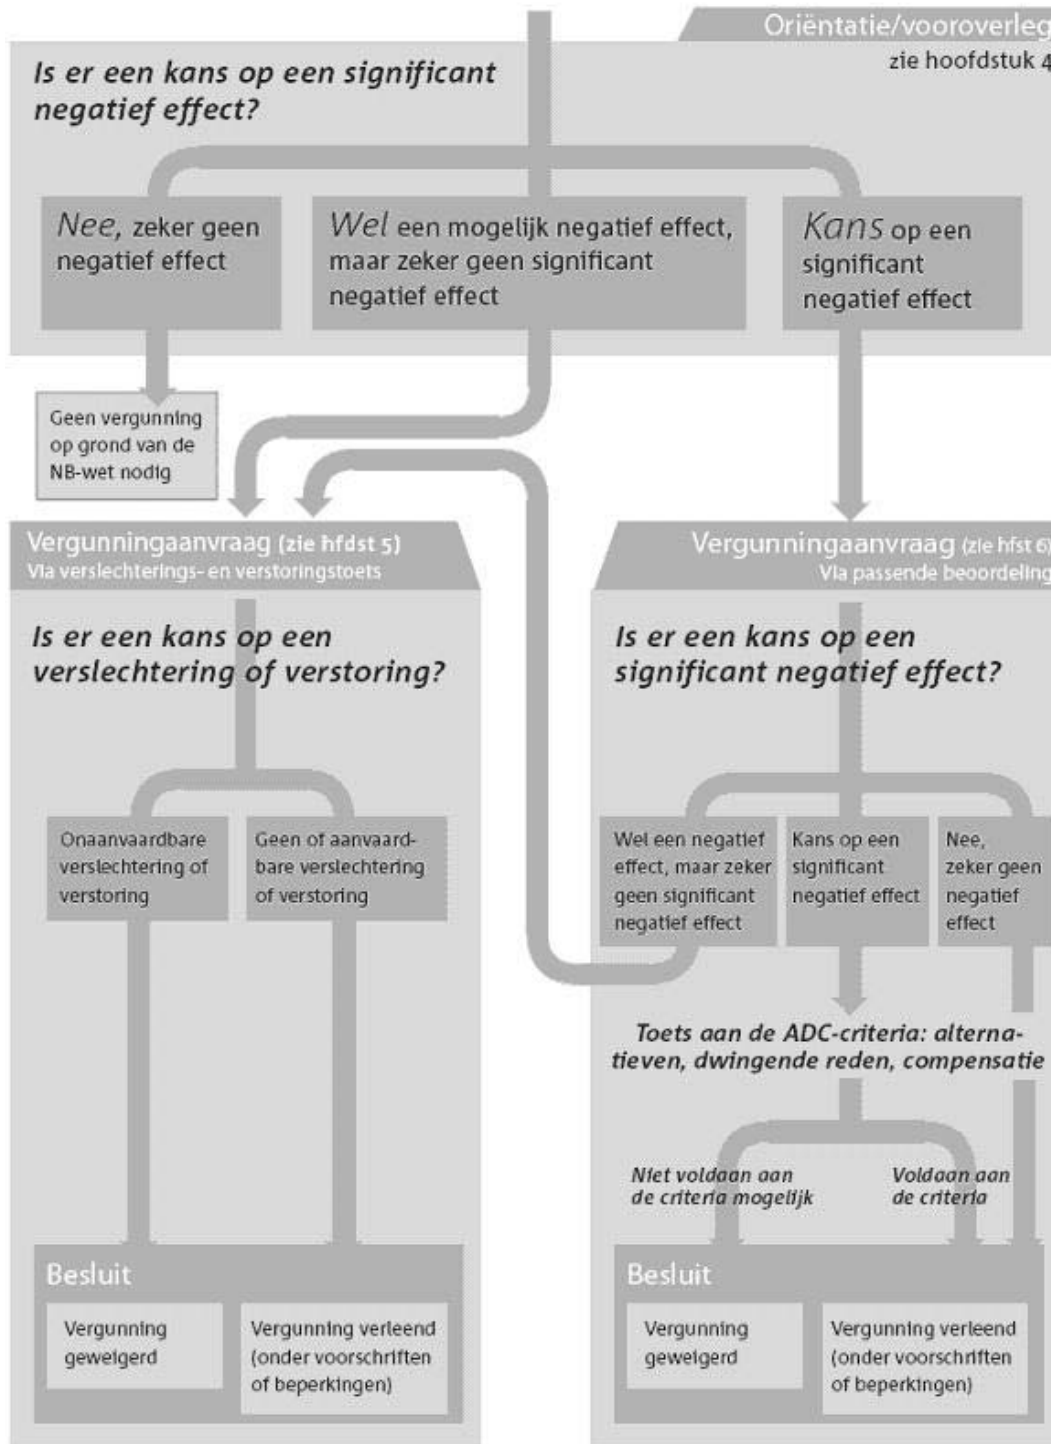 Oriëntatie/vooroverleg
zie hoofdstuk 4
Is er een kans op een significant
negatief effect?
Nee, zeker geen
negatief effect
Wel een mogelijk negatief effect,
maar zeker geen significant
negatief effect
Kans op een
significant
negatief effect
Geen vergunning
op grond van de
NB-wet nodig
Vergunningaanvraag (zie hfdst 5)
Via verslechterings- en verstoringstoets
Is er een kans op een
verslechtering of verstoring?
Onaanvaardbare
verslechtering of
verstoring
Geen of aanvaard-
bare verslechtering
of verstoring
Besluit
Vergunning
geweigerd
Vergunning verleend
(onder voorschriften
of beperkingen)
Vergunningaanvraag (zie hfst 6)
Via passende beoordeling
Is er een kans op een
significant negatief effect?
Wel een negatief
effect, maar zeker
geen significant
negatief effect
Kans op een
significant
negatief effect
Nee,
zeker geen
negatief
effect
Toets aan de ADC-criteria: alterna-
tieven, dwingende reden, compensatie
Niet voldaan aan
de criteria mogelijk
Voldaan aan
de criteria
Besluit
Vergunning
geweigerd
Vergunning verleend
(onder voorschriften
of beperkingen)